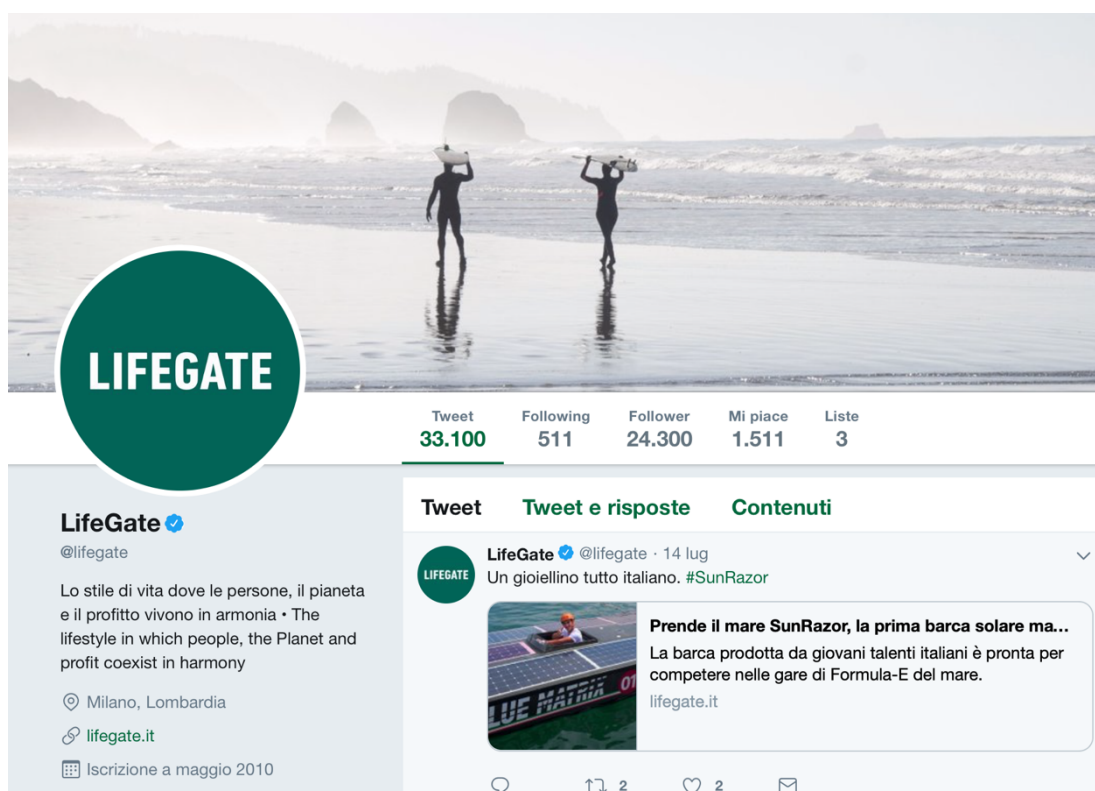 LIFEGATE
Tweet Following Follower Mi piace Liste
33.100 511 24.300 1.511 3
LifeGate
@lifegate
Lo stile di vita dove le persone, il pianeta
e il profitto vivono in armonia • The
lifestyle in which people, the Planet and
profit coexist in harmony
Milano, Lombardia
lifegate.it
Iscrizione a maggio 2010
Tweet Tweet e risposte Contenuti
LIFEGATE
LifeGate @lifegate · 14 lug
Un gioiellino tutto italiano. #SunRazor
LUE MATRIX 01
Prende il mare SunRazor, la prima barca solare ma...
La barca prodotta da giovani talenti italiani è pronta per
competere nelle gare di Formula-E del mare.
lifegate.it
2 2